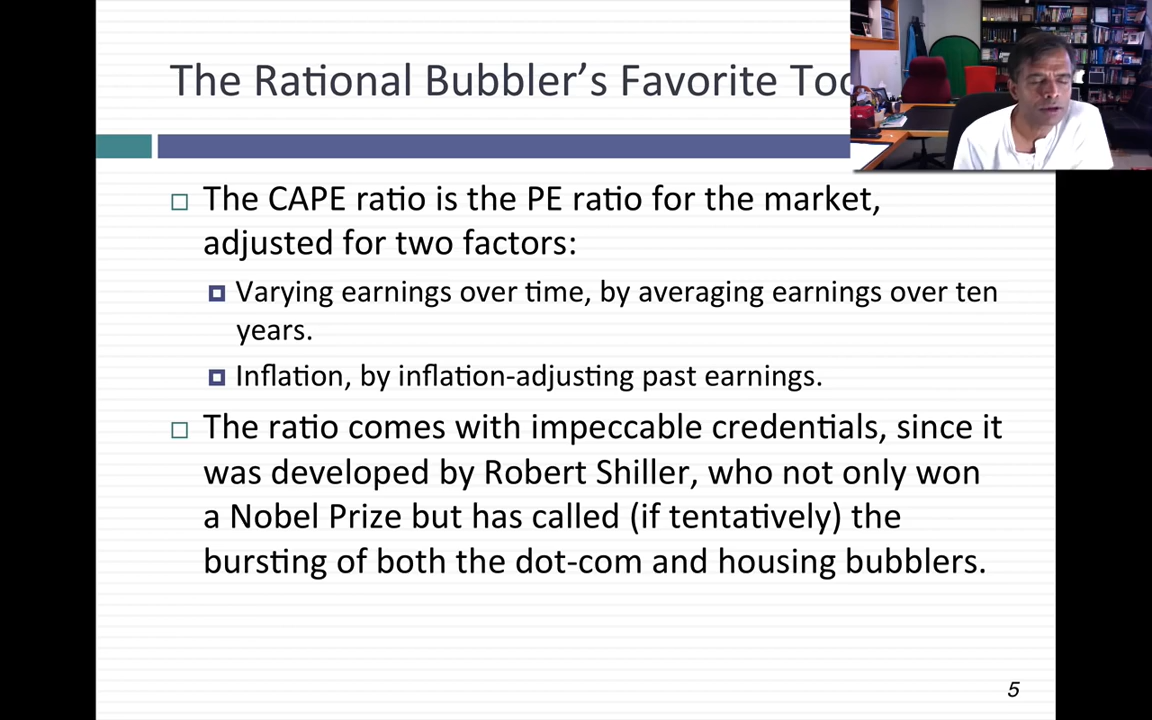 The Rational Bubbler's Favorite
The CAPE ratio is the PE ratio for the market,
adjusted for two factors:
Varying earnings over time, by averaging earnings over ten
years.
Inflation, by inflation-adjusting past earnings.
The ratio comes with impeccable credentials, since it
was developed by Robert Shiller, who not only won
a Nobel Prize but has called (if tentatively) the
bursting of both the dot-com and housing bubblers.
5